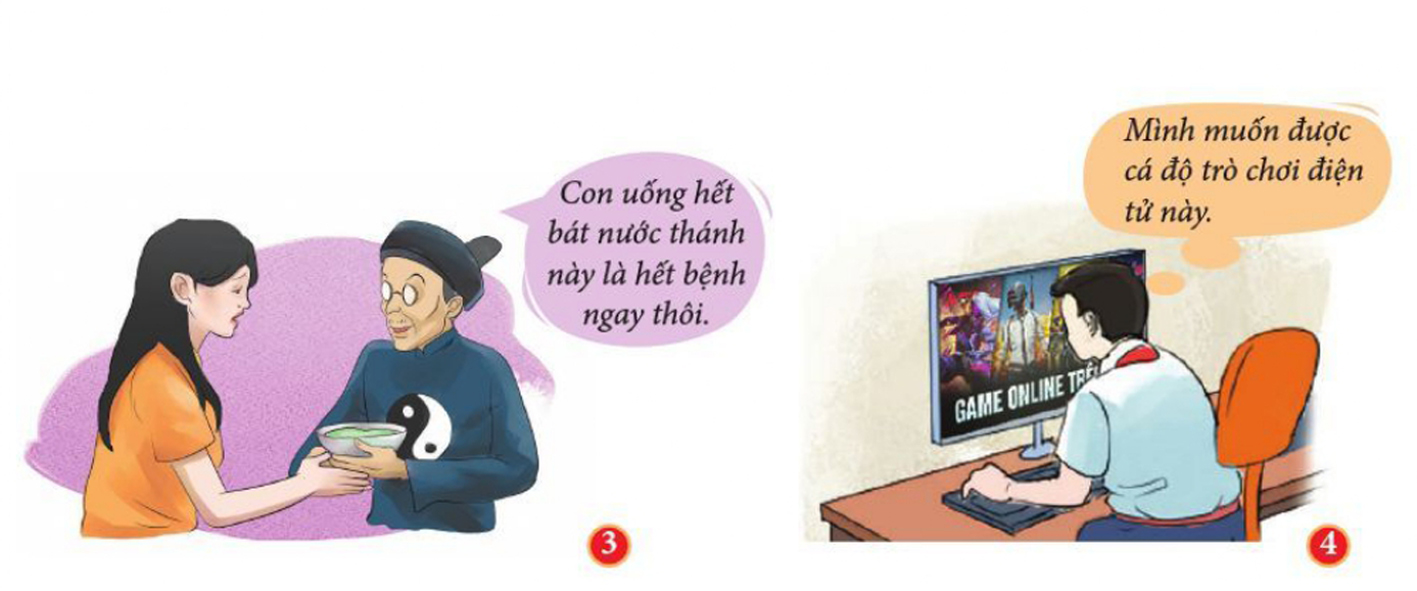 Con uống hết
bát nước thánh
này là hết bệnh
ngay thôi.
3
Mình muốn được
cá độ trò chơi điện
tử này.
GAME ONLINE TRÊ
4